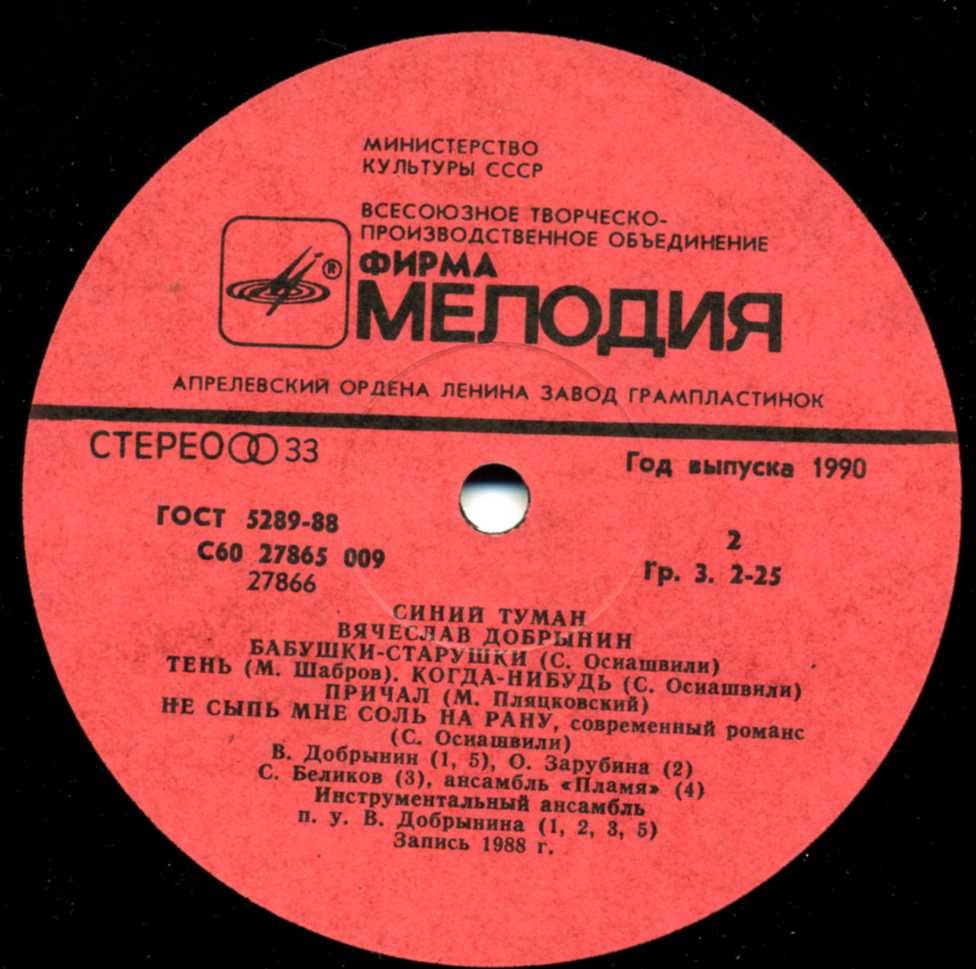 МИНИСТЕРСТВО
КУЛЬТУРЫ СССР
ВСЕСОЮЗНОЕ ТВОРЧЕСКО-
ПРОИЗВОДСТВЕННОЕ ОБЪЕДИНЕНИЕ
®
ФИРМА
МЕЛОДИЯ
АПРЕЛЕВСКИЙ ОРДЕНА ЛЕНИНА ЗАВОД ГРАМПЛАСТИНОК
СТЕРЕО 33
Год выпуска 1990
ГОСТ 5289-88
С60 27865 009
27866
2
Гр. 3. 2-25
СИНИЙ ТУМАН
ВЯЧЕСЛАВ ДОБРЫНИН
БАБУШКИ-СТАРУШКИ (С. Осиашвили)
ТЕНЬ (М. Шабров). КОГДА-НИБУДЬ (С. Осиашвили)
ПРИЧАЛ (М. Пляцковский)
НЕ СЫПЬ МНЕ СОЛЬ НА РАНУ, современный романс
(С. Осиашвили)
В. Добрынин (1, 5), О. Зарубина (2)
С. Беликов (3), ансамбль «Пламя» (4)
Инструментальный ансамбль
п. у. В. Добрынина (1, 2, 3, 5)
Запись 1988 г.